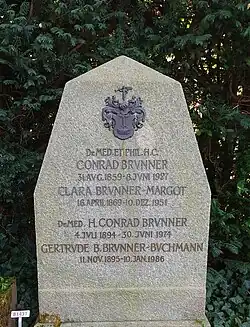 DR MED. ET PHIL. H.C.
CONRAD BRVNNER
31. AVG. 1859 - 8. JVNI 1927
CLARA BRVNNER-MARGOT
16. APRIL 1869 - 10. DEZ. 1951
DR MED. H. CONRAD BRVNNER
4. JVLI 1894 - 30. JVNI 1974
GERTRVDE B. BRVNNER-BVCHMANN
11. NOV. 1895 - 10. JAN. 1986
81431